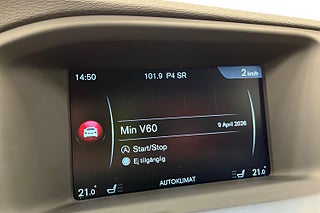 14:50 101.9 P4 SR 2 km/h
Min V60 9 April 2026
Start/Stop
Ej tillgänglig
21.0° AUTOKLIMAT 21.0°